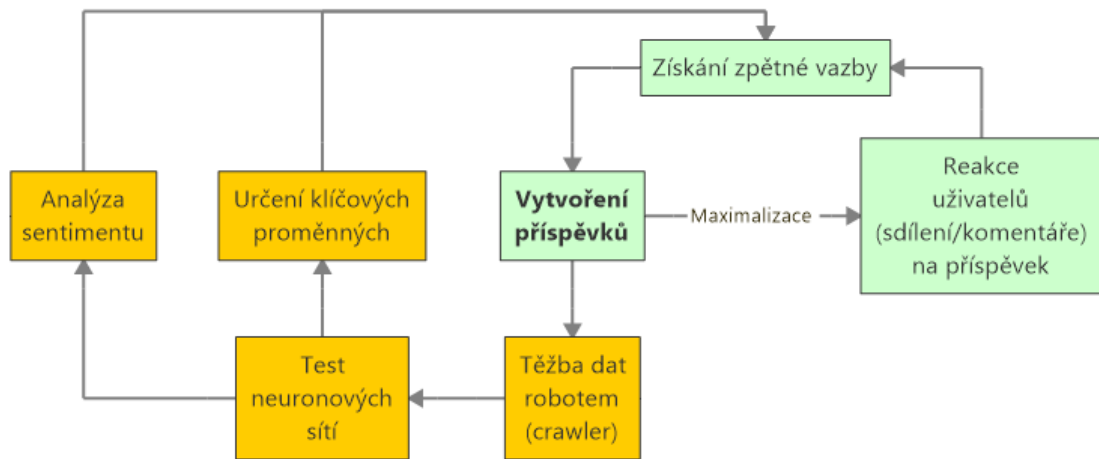 Získání zpětné vazby
Analýza
sentimentu
Určení klíčových
proměnných
Vytvoření
příspěvků
Maximalizace
Reakce
uživatelů
(sdílení/komentáře)
na příspěvek
Test
neuronových
sítí
Těžba dat
robotem
(crawler)